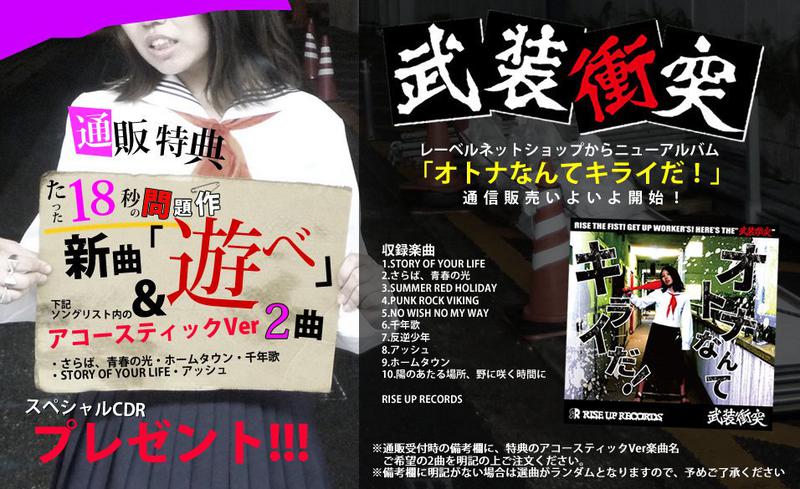 通販特典
たった18秒の問題作
新曲「遊べ」
&
下記
ソングリスト内の
アコースティックVer2曲
・さらば、青春の光・ホームタウン・千年歌
・STORY OF YOUR LIFE・アッシュ
スペシャルCDR
プレゼント!!!
武装衝突
レーベルネットショップからニューアルバム
「オトナなんてキライだ！」
通信販売いよいよ開始！
収録楽曲
1.STORY OF YOUR LIFE
2.さらば、青春の光
3.SUMMER RED HOLIDAY
4.PUNK ROCK VIKING
5.NO WISH NO MY WAY
6.千年歌
7.反逆少年
8.アッシュ
9.ホームタウン
10.陽のあたる場所、野に咲く時間に
RISE UP RECORDS
RISE THE FIST! GET UP WORKER'S! HERE'S THE" 武装衝突"
オトナなんて
キライだ!
RISE UP RECORDS
武装衝突
※通販受付時の備考欄に、特典のアコースティックVer楽曲名
ご希望の2曲を明記の上ご注文ください。
※備考欄に明記がない場合は選曲がランダムとなりますので、予めご了承ください